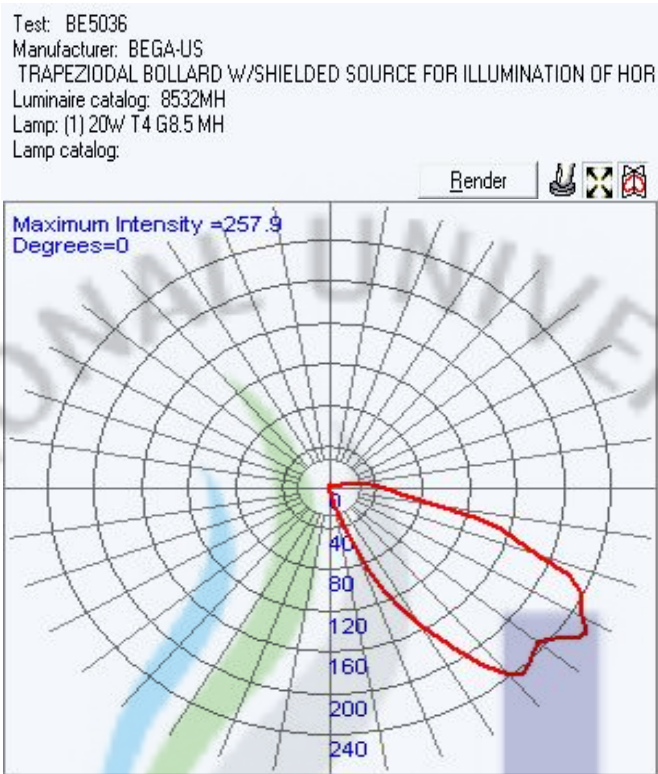 Test: BE5036
Manufacturer: BEGA-US
TRAPEZIODAL BOLLARD W/SHIELDED SOURCE FOR ILLUMINATION OF HOR
Luminaire catalog: 8532MH
Lamp: (1) 20W T4 G8.5 MH
Lamp catalog:
Render
Maximum Intensity =257.9
Degrees=0
ONAL UNIVE
0
40
80
120
160
200
240